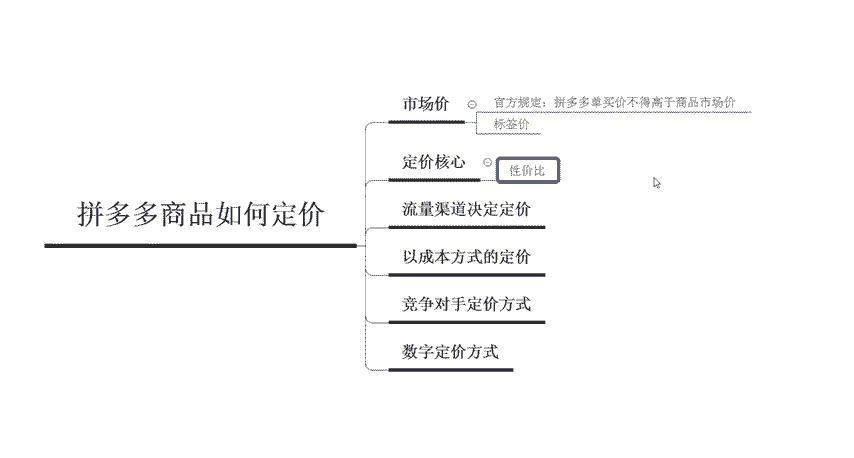 拼多多商品如何定价
市场价
官方规定：拼多多单买价不得高于商品市场价
标签价
定价核心
性价比
流量渠道决定定价
以成本方式的定价
竞争对手定价方式
数字定价方式